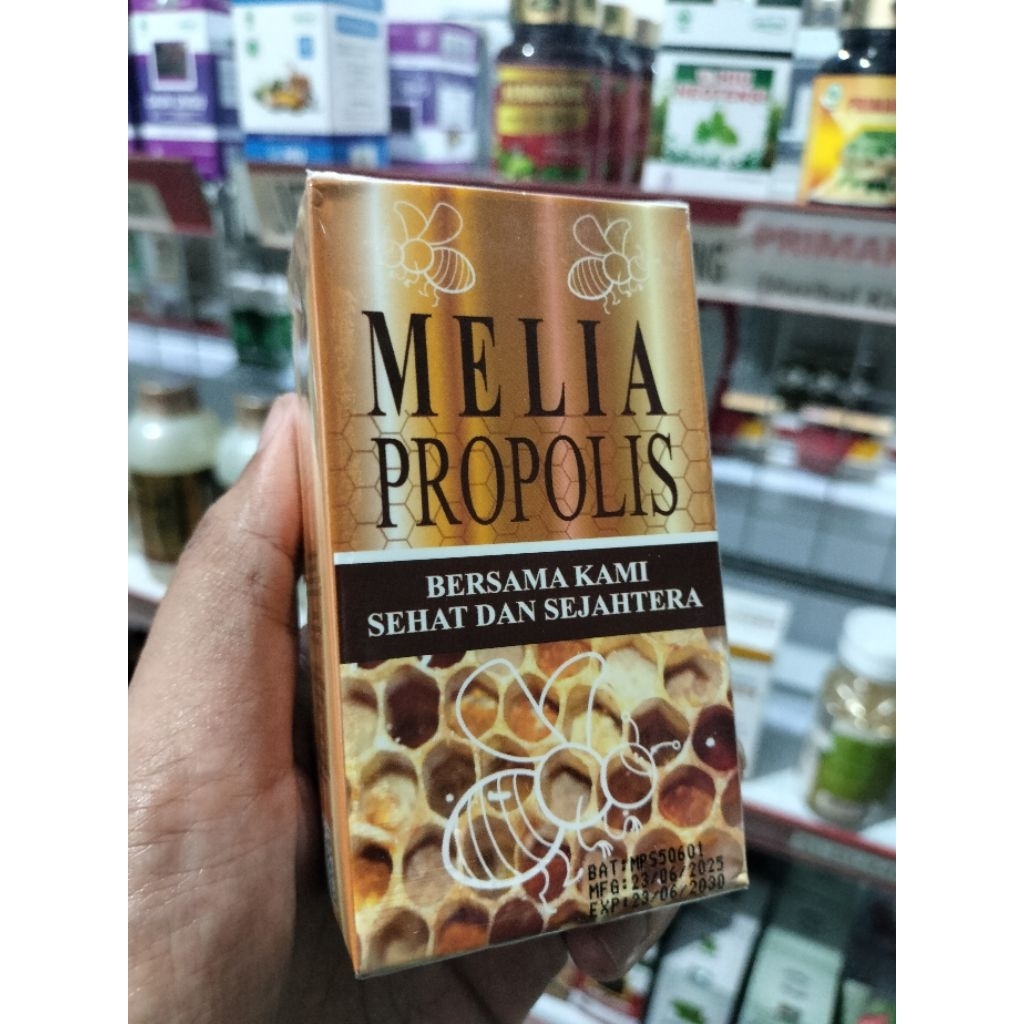 MELIA
PROPOLIS
BERSAMA KAMI
SEHAT DAN SEJAHTERA
BAT:MPS50601
MFG:23/06/2025
EXP:23/06/2030